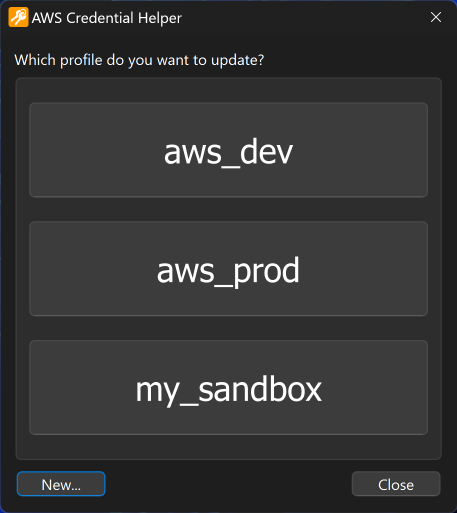 AWS Credential Helper
Which profile do you want to update?
aws_dev
aws_prod
my_sandbox
New...
Close